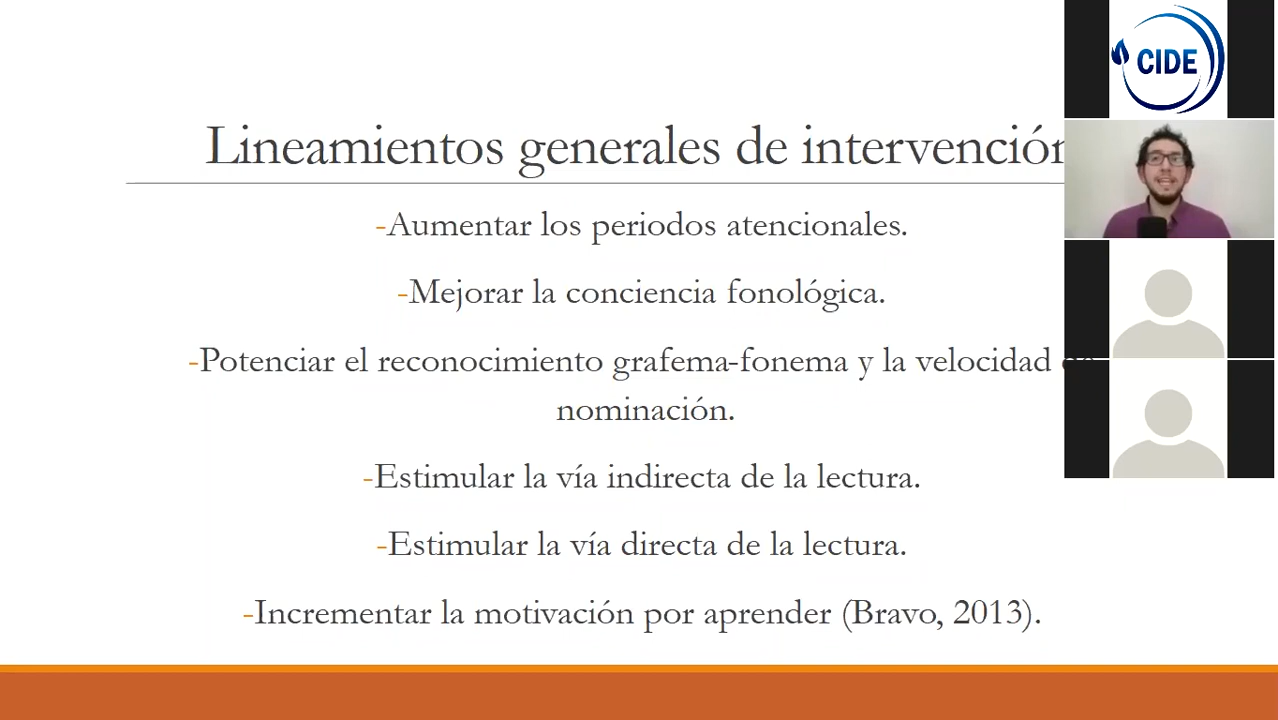 CIDE
Lineamientos generales de intervención
-Aumentar los periodos atencionales.
-Mejorar la conciencia fonológica.
-Potenciar el reconocimiento grafema-fonema y la velocidad de
nominación.
-Estimular la vía indirecta de la lectura.
-Estimular la vía directa de la lectura.
-Incrementar la motivación por aprender (Bravo, 2013).